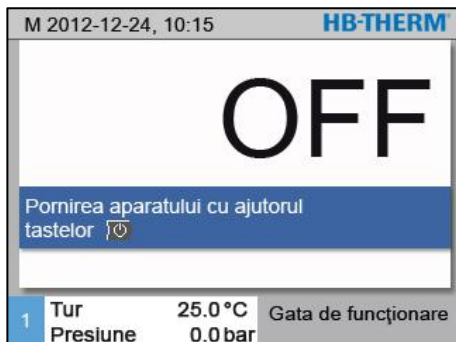 M 2012-12-24, 10:15 HB-THERM
OFF
Pornirea aparatului cu ajutorul
tastelor
1 Tur 25.0 °C Gata de funcţionare
Presiune 0.0 bar